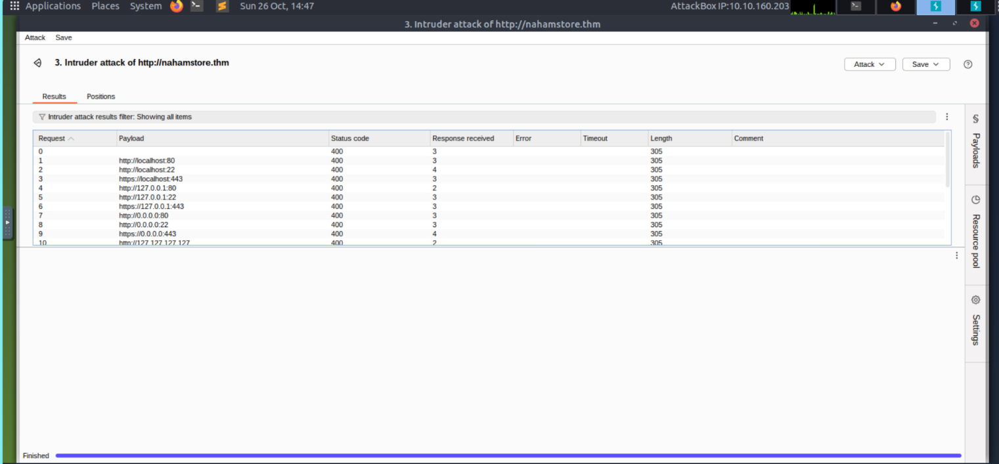 Applications Places System Sun 26 Oct, 14:47 AttackBox IP:10.10.160.203
3. Intruder attack of http://nahamstore.thm
Attack Save
3. Intruder attack of http://nahamstore.thm
Attack Save
Results Positions
Intruder attack results filter: Showing all items
Request Payload Status code Response received Error Timeout Length Comment
0 400 3 305
1 http://localhost:80 400 3 305
2 http://localhost:22 400 4 305
3 https://localhost:443 400 3 305
4 http://127.0.0.1:80 400 2 305
5 http://127.0.0.1:22 400 3 305
6 https://127.0.0.1:443 400 3 305
7 http://0.0.0.0:80 400 3 305
8 http://0.0.0.0:22 400 3 305
9 https://0.0.0.0:443 400 4 305
10 http://127.127.127.127 400 2 305
Payloads
Resource pool
Settings
Finished